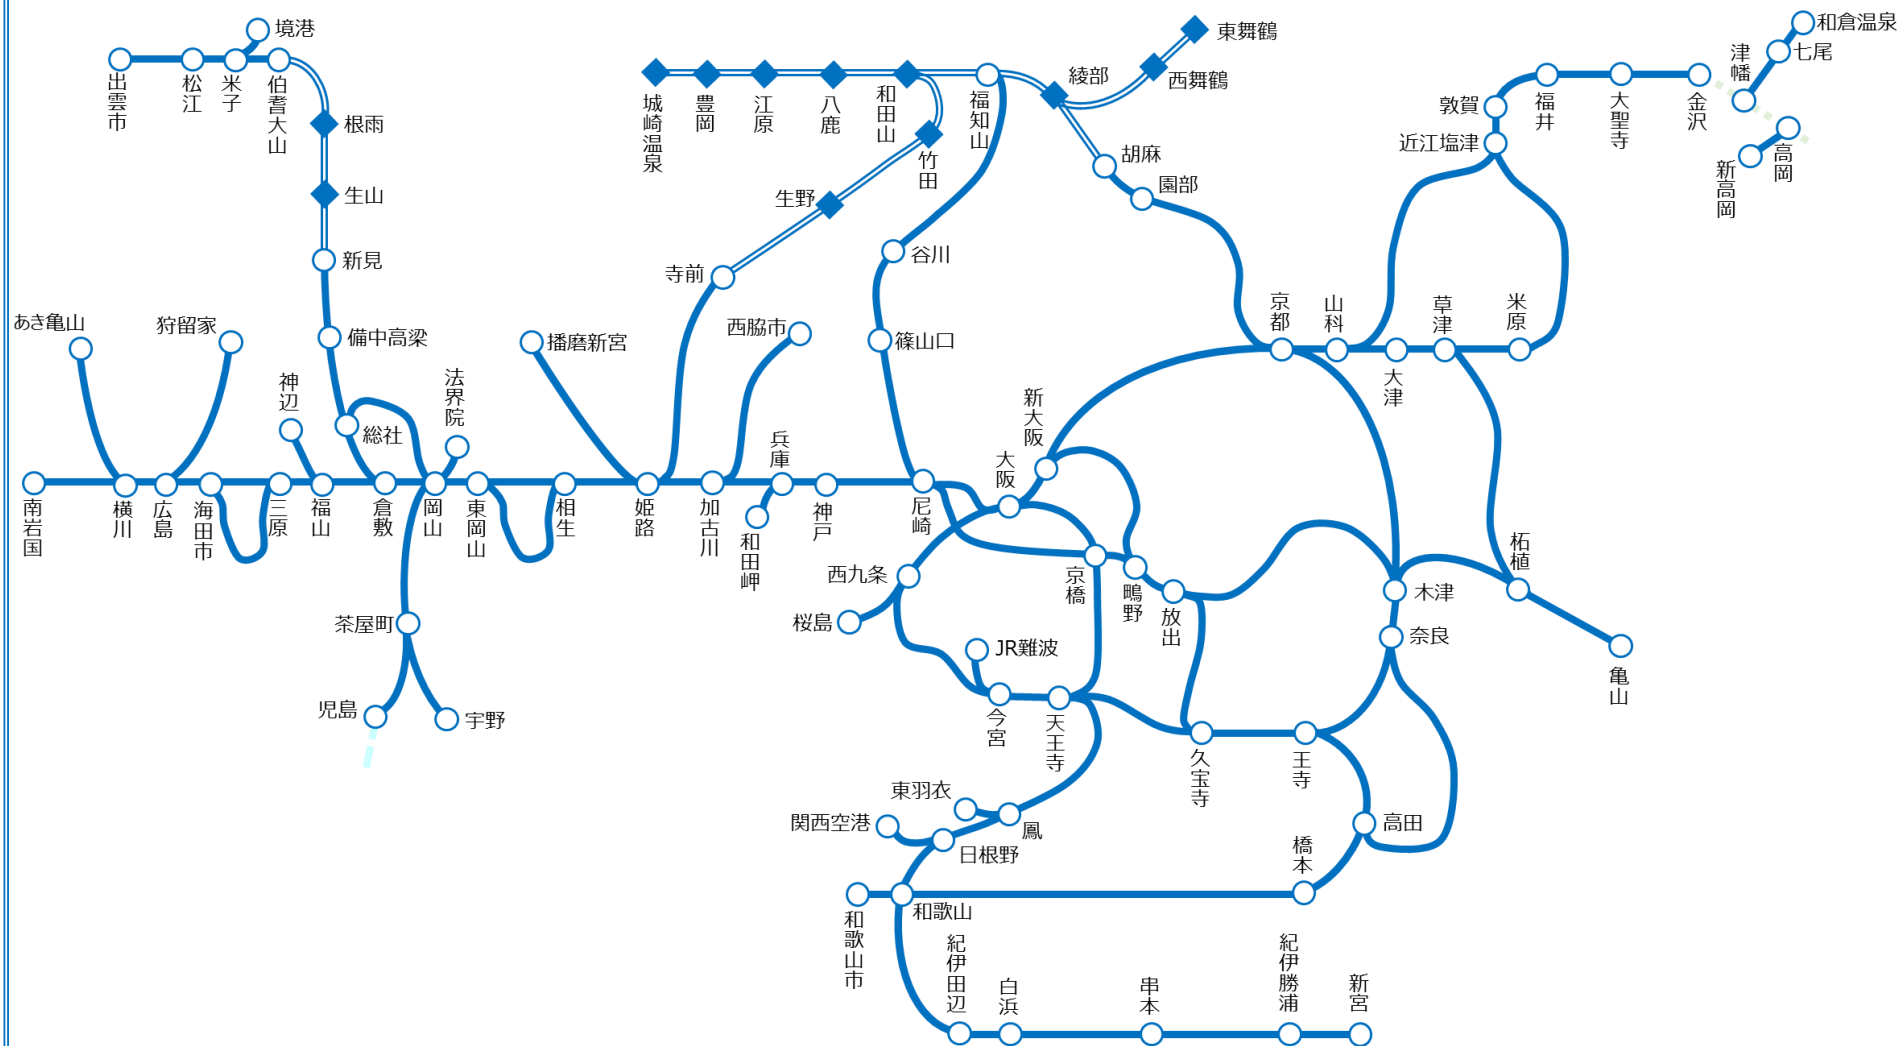 境港
出雲市
松江
米子
伯耆大山
根雨
生山
新見
備中高梁
総社
あき亀山
狩留家
神辺
法界院
南岩国
横川
広島
海田市
三原
福山
倉敷
岡山
東岡山
相生
茶屋町
児島
宇野
播磨新宮
西脇市
姫路
加古川
兵庫
和田岬
神戸
尼崎
城崎温泉
豊岡
江原
八鹿
和田山
福知山
竹田
生野
寺前
谷川
篠山口
綾部
西舞鶴
東舞鶴
胡麻
園部
京都
山科
大津
草津
米原
近江塩津
敦賀
福井
大聖寺
金沢
津幡
七尾
和倉温泉
高岡
新高岡
新大阪
大阪
京橋
鴫野
放出
西九条
桜島
JR難波
今宮
天王寺
久宝寺
王寺
木津
奈良
柘植
亀山
高田
橋本
東羽衣
鳳
関西空港
日根野
和歌山
和歌山市
紀伊田辺
白浜
串本
紀伊勝浦
新宮